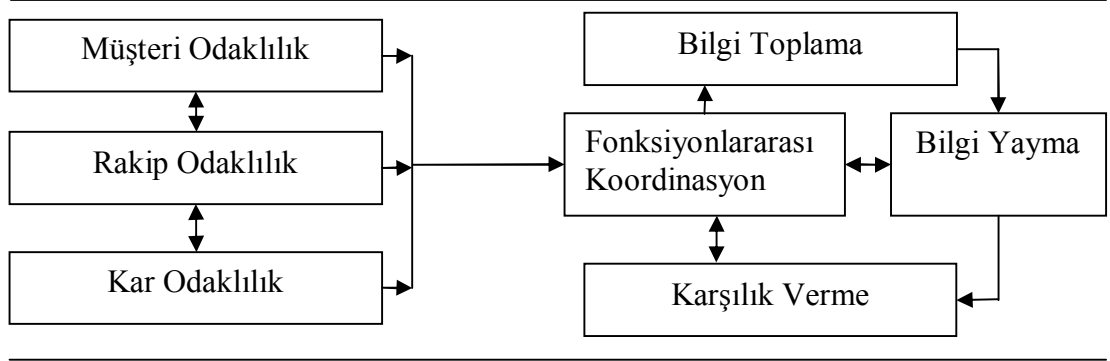 Müşteri Odaklılık
Rakip Odaklılık
Kar Odaklılık
Bilgi Toplama
Fonksiyonlararası
Koordinasyon
Bilgi Yayma
Karşılık Verme